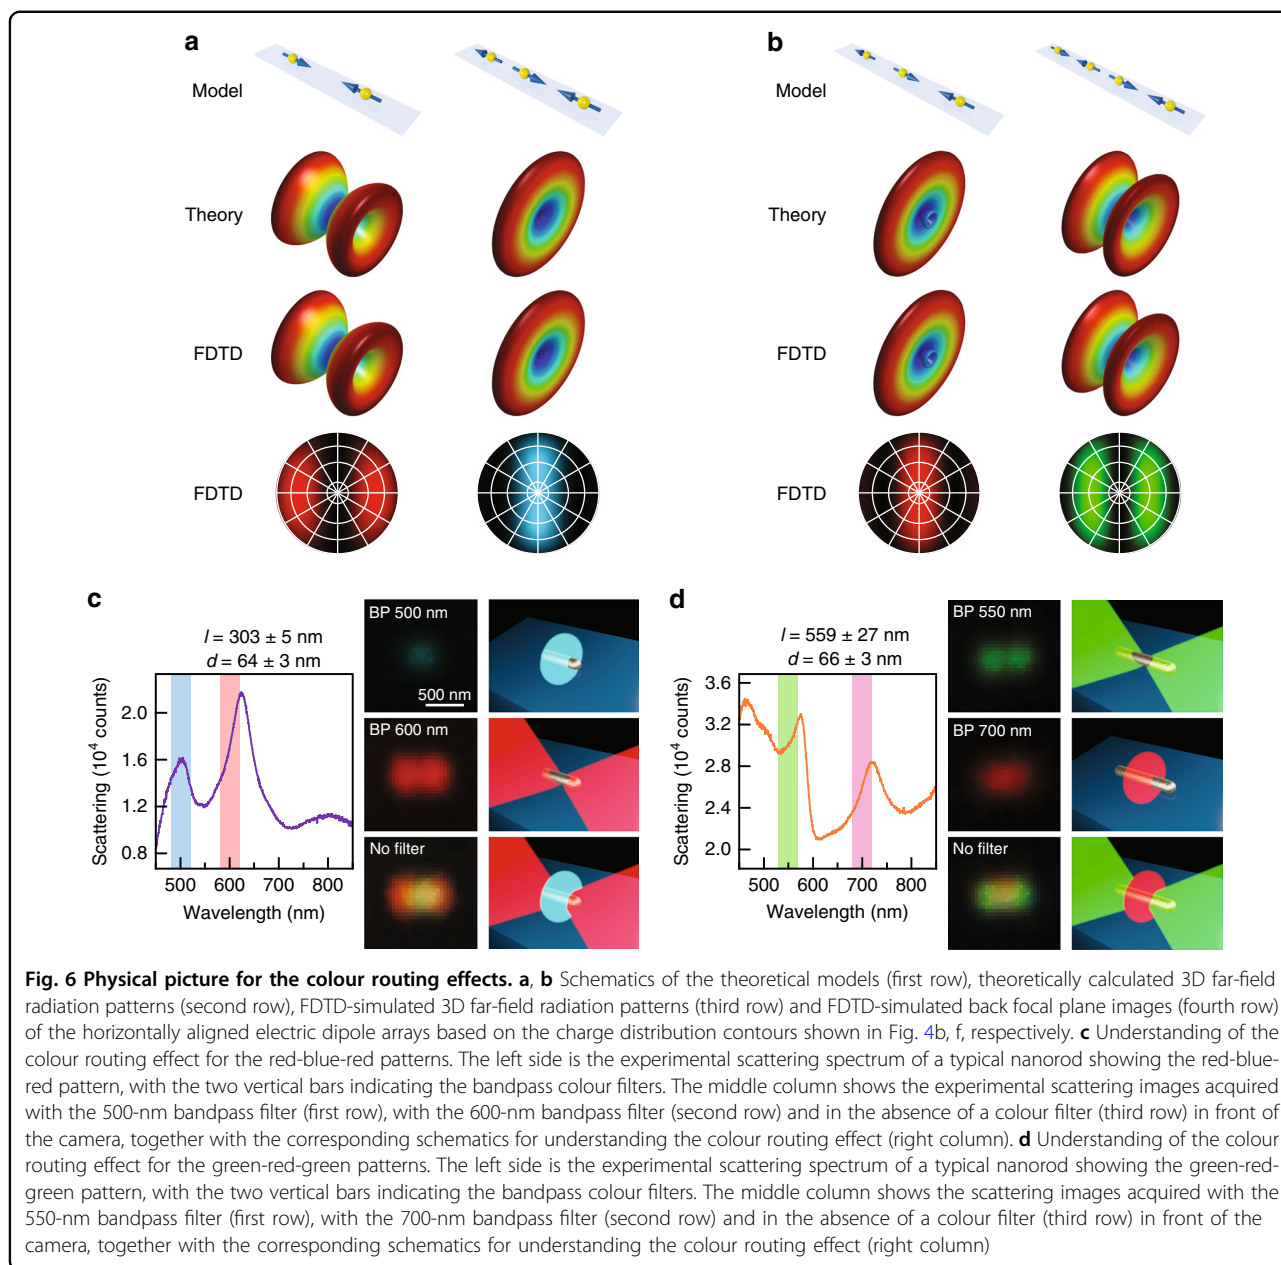 a
b
Model
Model
Theory
Theory
FDTD
FDTD
FDTD
FDTD
c
l = 303 ± 5 nm
d = 64 ± 3 nm
2.0
1.6
1.2
0.8
Scattering (10⁴ counts)
500 600 700 800
Wavelength (nm)
BP 500 nm
500 nm
BP 600 nm
No filter
d
l = 559 ± 27 nm
d = 66 ± 3 nm
3.6
3.2
2.8
2.4
2.0
Scattering (10⁴ counts)
500 600 700 800
Wavelength (nm)
BP 550 nm
BP 700 nm
No filter
Fig. 6 Physical picture for the colour routing effects. a, b Schematics of the theoretical models (first row), theoretically calculated 3D far-field
radiation patterns (second row), FDTD-simulated 3D far-field radiation patterns (third row) and FDTD-simulated back focal plane images (fourth row)
of the horizontally aligned electric dipole arrays based on the charge distribution contours shown in Fig. 4b, f, respectively. c Understanding of the
colour routing effect for the red-blue-red patterns. The left side is the experimental scattering spectrum of a typical nanorod showing the red-blue-
red pattern, with the two vertical bars indicating the bandpass colour filters. The middle column shows the experimental scattering images acquired
with the 500-nm bandpass filter (first row), with the 600-nm bandpass filter (second row) and in the absence of a colour filter (third row) in front of
the camera, together with the corresponding schematics for understanding the colour routing effect (right column). d Understanding of the colour
routing effect for the green-red-green patterns. The left side is the experimental scattering spectrum of a typical nanorod showing the green-red-
green pattern, with the two vertical bars indicating the bandpass colour filters. The middle column shows the scattering images acquired with the
550-nm bandpass filter (first row), with the 700-nm bandpass filter (second row) and in the absence of a colour filter (third row) in front of the
camera, together with the corresponding schematics for understanding the colour routing effect (right column)